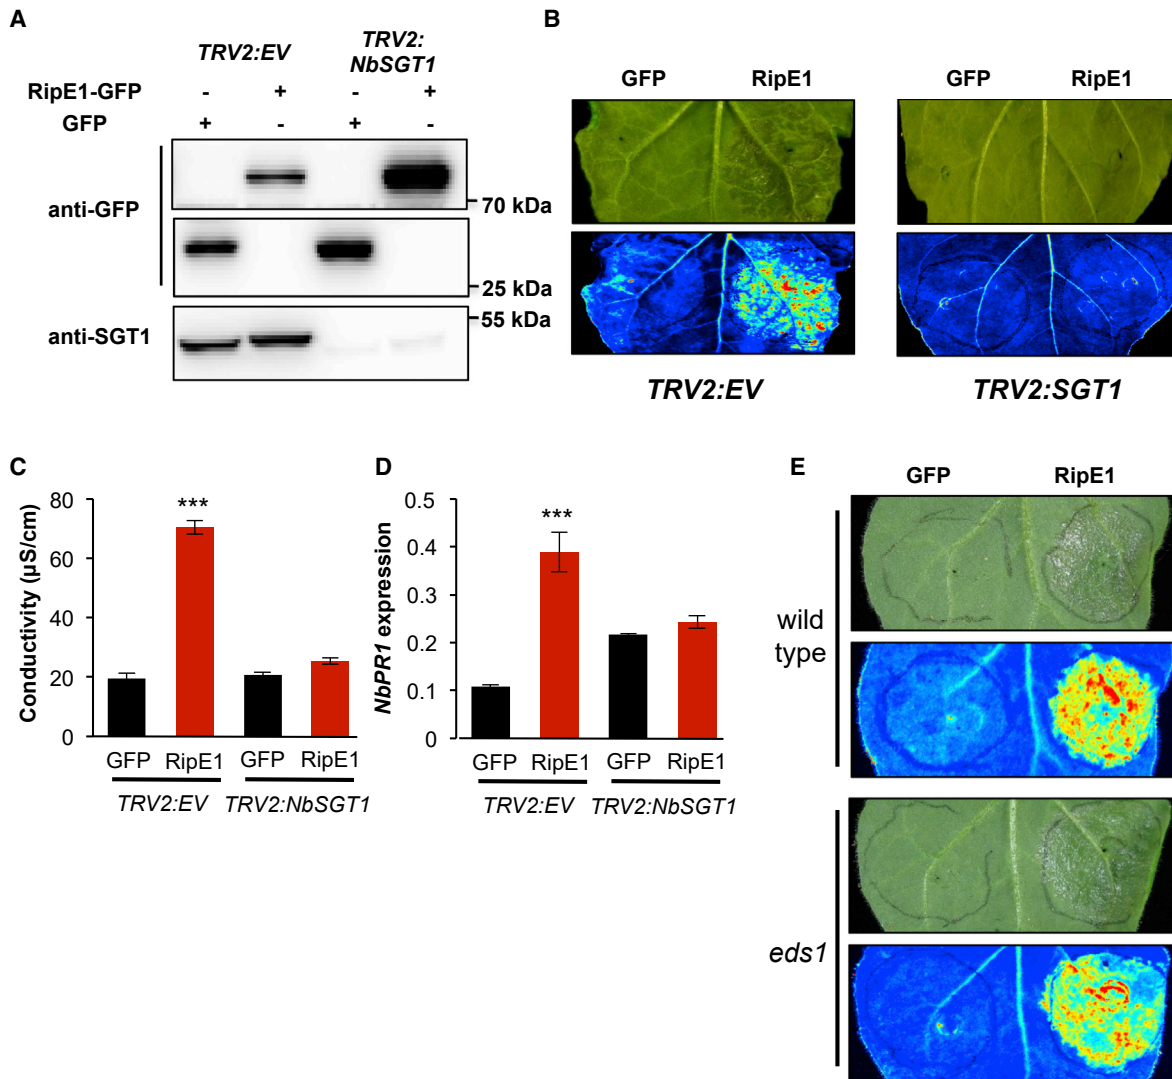 A
TRV2:EV
TRV2:
NbSGT1
RipE1-GFP - + - +
GFP + - + -
anti-GFP
70 kDa
25 kDa
anti-SGT1
55 kDa
B
GFP RipE1 GFP RipE1
TRV2:EV TRV2:SGT1
C
Conductivity (µS/cm)
80
60
40
20
0
***
GFP RipE1 GFP RipE1
TRV2:EV TRV2:NbSGT1
D
NbPR1 expression
0.5
0.4
0.3
0.2
0.1
0
***
GFP RipE1 GFP RipE1
TRV2:EV TRV2:NbSGT1
E
GFP RipE1
wild
type
eds1